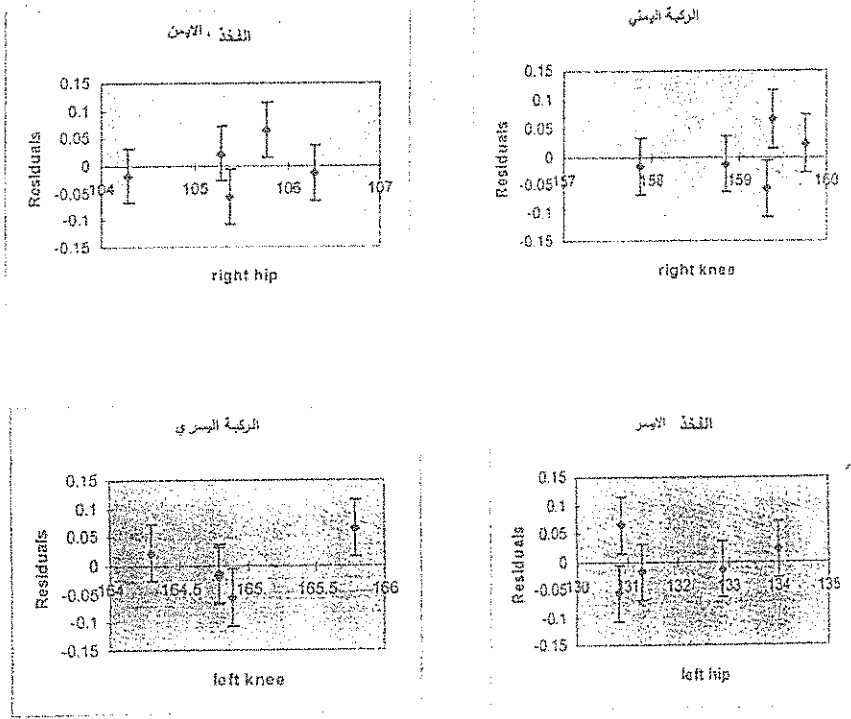 الفخذ ، الايمن
0.15
0.1
0.05
0
-0.05
-0.1
-0.15
104 105 106 107
Residuals
right hip
الركبة اليمني
0.15
0.1
0.05
0
-0.05
-0.1
-0.15
157 158 159 160
Residuals
right knee
الركبة اليسري
0.15
0.1
0.05
0
-0.05
-0.1
-0.15
164 164.5 165 165.5 166
Residuals
left knee
الفخذ الايسر
0.15
0.1
0.05
0
-0.05
-0.1
-0.15
130 131 132 133 134 135
Residuals
left hip